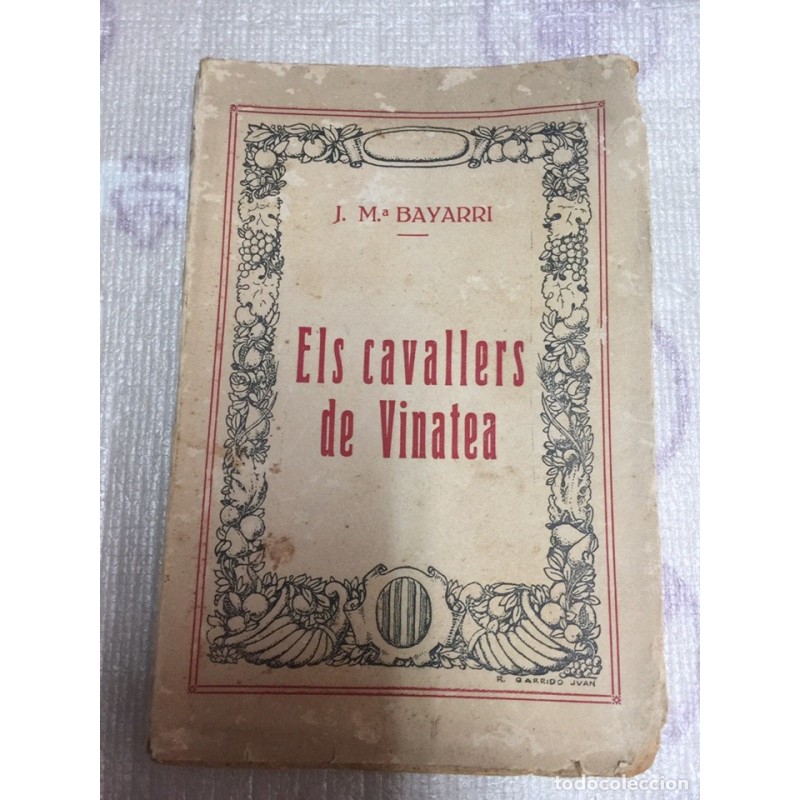 J. M.ª BAYARRI
Els cavallers
de Vinatea
R. GARRIDO JUAN
todocoleccion